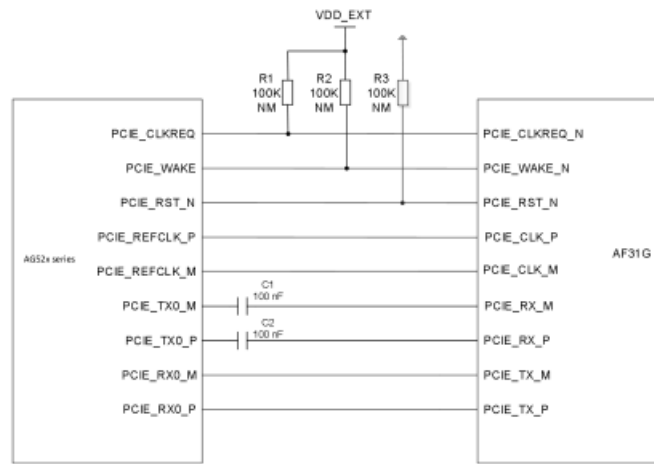 VDD_EXT
R1 R2 R3
100K 100K 100K
NM NM NM
PCIE_CLKREQ PCIE_CLKREQ_N
PCIE_WAKE PCIE_WAKE_N
PCIE_RST_N PCIE_RST_N
PCIE_REFCLK_P PCIE_CLK_P
AG52x series AF31G
PCIE_REFCLK_M PCIE_CLK_M
C1
100 nF
PCIE_TX0_M PCIE_RX_M
C2
100 nF
PCIE_TX0_P PCIE_RX_P
PCIE_RX0_M PCIE_TX_M
PCIE_RX0_P PCIE_TX_P